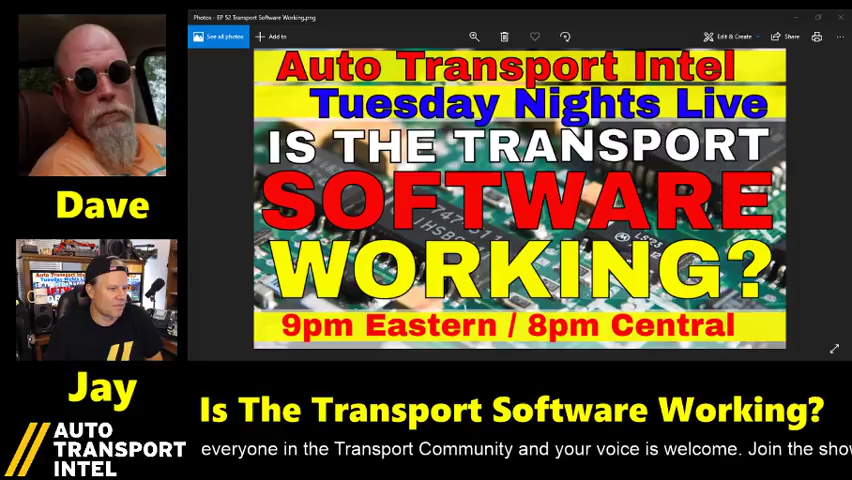 Photos - EP 52 Transport Software Working.png
See all photos
Add to
Edit & Create
Share
Auto Transport Intel
Tuesday Nights Live
IS THE TRANSPORT
SOFTWARE
WORKING?
9pm Eastern / 8pm Central
Dave
Jay
AUTO
TRANSPORT
INTEL
Is The Transport Software Working?
everyone in the Transport Community and your voice is welcome. Join the show